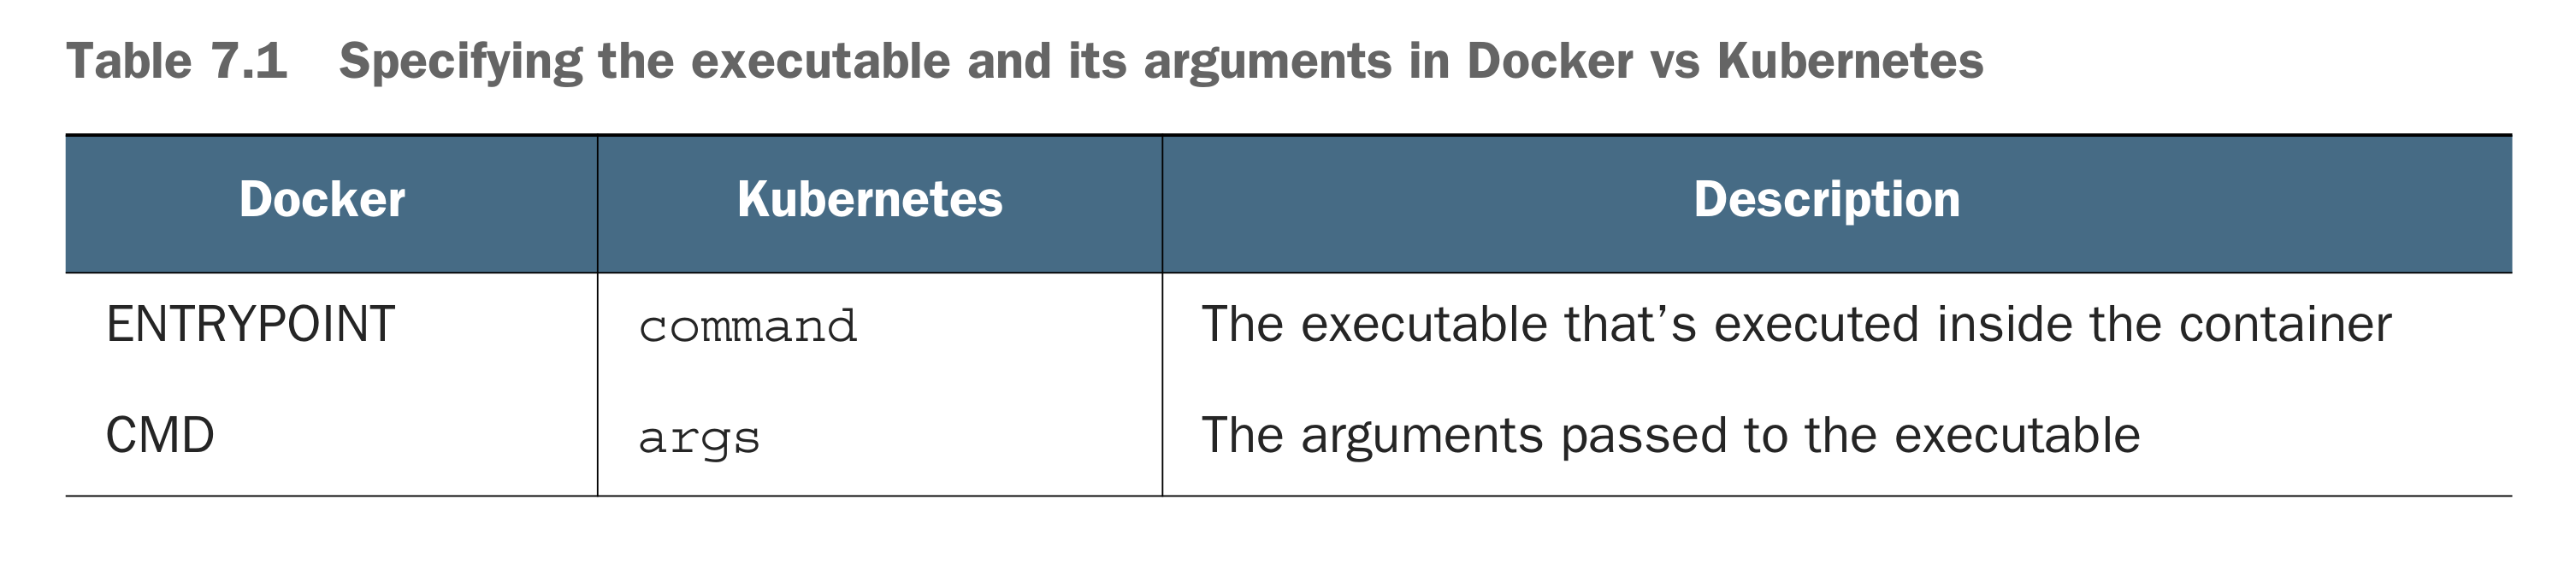 Table 7.1 Specifying the executable and its arguments in Docker vs Kubernetes
Docker Kubernetes Description
ENTRYPOINT command The executable that’s executed inside the container
CMD args The arguments passed to the executable